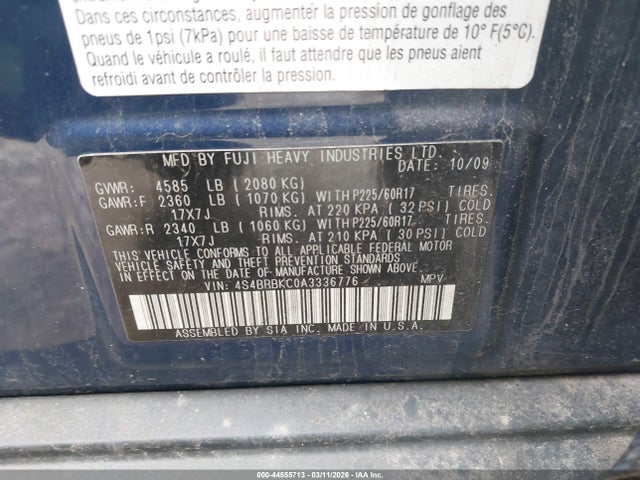 Dans ces circonstances, augmenter la pression de gonflage des
pneus de 1psi (7kPa) pour une baisse de température de 10° F(5°C).
Quand le véhicule a roulé, il faut attendre que les pneus aient
refroidi avant de contrôler la pression.
MFD BY FUJI HEAVY INDUSTRIES LTD.
DATE: 10/09
GVWR: 4585 LB ( 2080 KG)
GAWR:F 2360 LB ( 1070 KG) WITH P225/60R17 TIRES.
17X7J RIMS. AT 220 KPA ( 32 PSI) COLD
GAWR:R 2340 LB ( 1060 KG) WITH P225/60R17 TIRES.
17X7J RIMS. AT 210 KPA ( 30 PSI) COLD
THIS VEHICLE CONFORMS TO ALL APPLICABLE FEDERAL MOTOR
VEHICLE SAFETY AND THEFT PREVENTION STANDARDS
IN EFFECT ON THE DATE OF MANUFACTURE SHOWN ABOVE.
VIN: 4S4BRBKC0A3336776 MPV
ASSEMBLED BY SIA INC. MADE IN U.S.A.
000-44555713 - 03/11/2026 - IAA Inc.